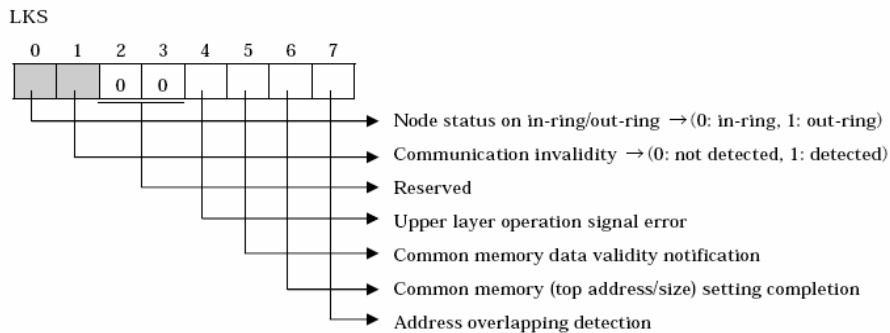 LKS
0 1 2 3 4 5 6 7
0 0
Node status on in-ring/out-ring →(0: in-ring, 1: out-ring)
Communication invalidity →(0: not detected, 1: detected)
Reserved
Upper layer operation signal error
Common memory data validity notification
Common memory (top address/size) setting completion
Address overlapping detection